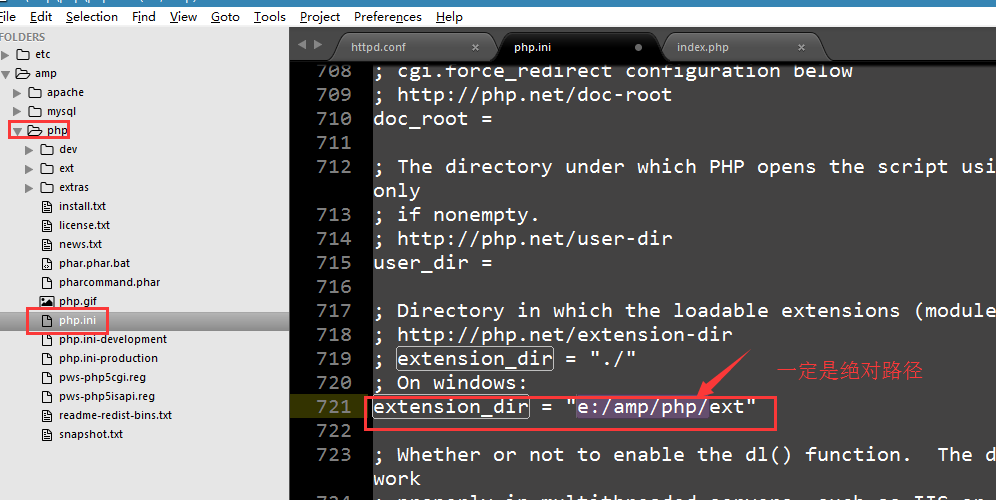 File Edit Selection Find View Goto Tools Project Preferences Help
FOLDERS
etc
amp
apache
mysql
php
dev
ext
extras
install.txt
license.txt
news.txt
phar.phar.bat
pharcommand.phar
php.gif
php.ini
php.ini-development
php.ini-production
pws-php5cgi.reg
pws-php5isapi.reg
readme-redist-bins.txt
snapshot.txt
httpd.conf × php.ini index.php ×
708 ; cgi.force_redirect configuration below
709 ; http://php.net/doc-root
710 doc_root =
711
712 ; The directory under which PHP opens the script usi
only
713 ; if nonempty.
714 ; http://php.net/user-dir
715 user_dir =
716
717 ; Directory in which the loadable extensions (module
718 ; http://php.net/extension-dir
719 ; extension_dir = "./"
720 ; On windows:
一定是绝对路径
721 extension_dir = "e:/amp/php/ext"
722
723 ; Whether or not to enable the dl() function.  The d
work